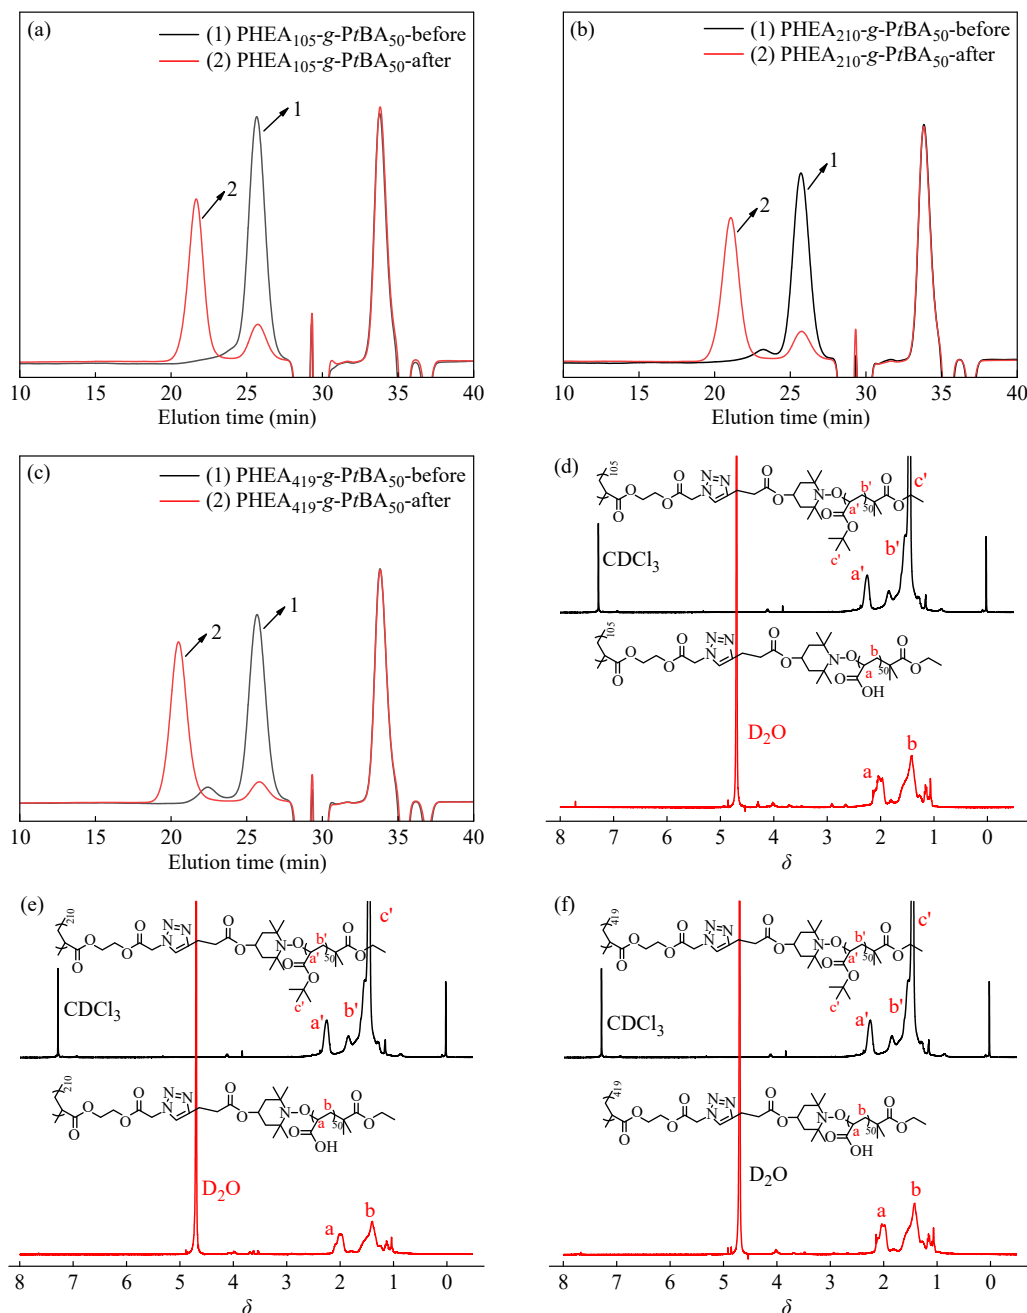 (a)
(1) PHEA105-g-PtBA50-before
(2) PHEA105-g-PtBA50-after
1
2
10 15 20 25 30 35 40
Elution time (min)
(b)
(1) PHEA210-g-PtBA50-before
(2) PHEA210-g-PtBA50-after
1
2
10 15 20 25 30 35 40
Elution time (min)
(c)
(1) PHEA419-g-PtBA50-before
(2) PHEA419-g-PtBA50-after
1
2
10 15 20 25 30 35 40
Elution time (min)
(d)
105
O O O O N N N O O N O a' b' 50 O O O O c'
c'
CDCl3
a'
b'
105
O O O O N N N O O N O a b 50 O O O OH
D2O
a
b
8 7 6 5 4 3 2 1 0
δ
(e)
210
O O O O N N N O O N O a' b' 50 O O O O c'
c'
CDCl3
a'
b'
210
O O O O N N N O O N O a b 50 O O O OH
D2O
a
b
8 7 6 5 4 3 2 1 0
δ
(f)
419
O O O O N N N O O N O a' b' 50 O O O O c'
c'
CDCl3
a'
b'
419
O O O O N N N O O N O a b 50 O O O OH
D2O
a
b
8 7 6 5 4 3 2 1 0
δ